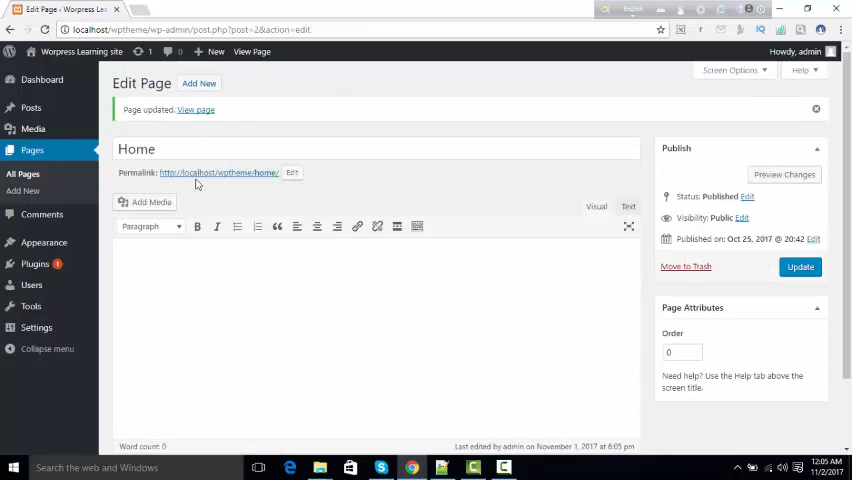 Edit Page ‹ Worpress Lear
English
localhost/wptheme/wp-admin/post.php?post=2&action=edit
Worpress Learning site
1
0
New
View Page
Howdy, admin
Dashboard
Posts
Media
Pages
All Pages
Add New
Comments
Appearance
Plugins 1
Users
Tools
Settings
Collapse menu
Screen Options
Help
Edit Page
Add New
Page updated. View page
Home
Permalink: http://localhost/wptheme/home/
Edit
Add Media
Visual
Text
Paragraph
B
I
Word count: 0
Last edited by admin on November 1, 2017 at 6:05 pm
Publish
Preview Changes
Status: Published Edit
Visibility: Public Edit
Published on: Oct 25, 2017 @ 20:42 Edit
Move to Trash
Update
Page Attributes
Order
0
Need help? Use the Help tab above the
screen title.
Search the web and Windows
12:05 AM
11/2/2017